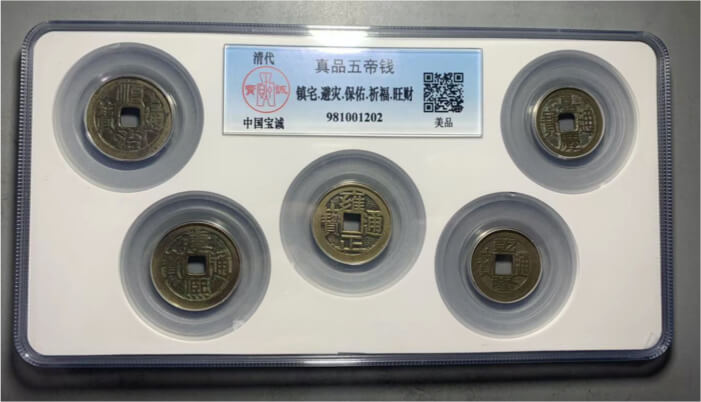 清代
真品五帝钱
寶 誠
镇宅.避灾.保佑.祈福.旺财
中国宝诚
981001202
美品
順治通寶
嘉慶通寶
康熙通寶
雍正通寶
乾隆通寶